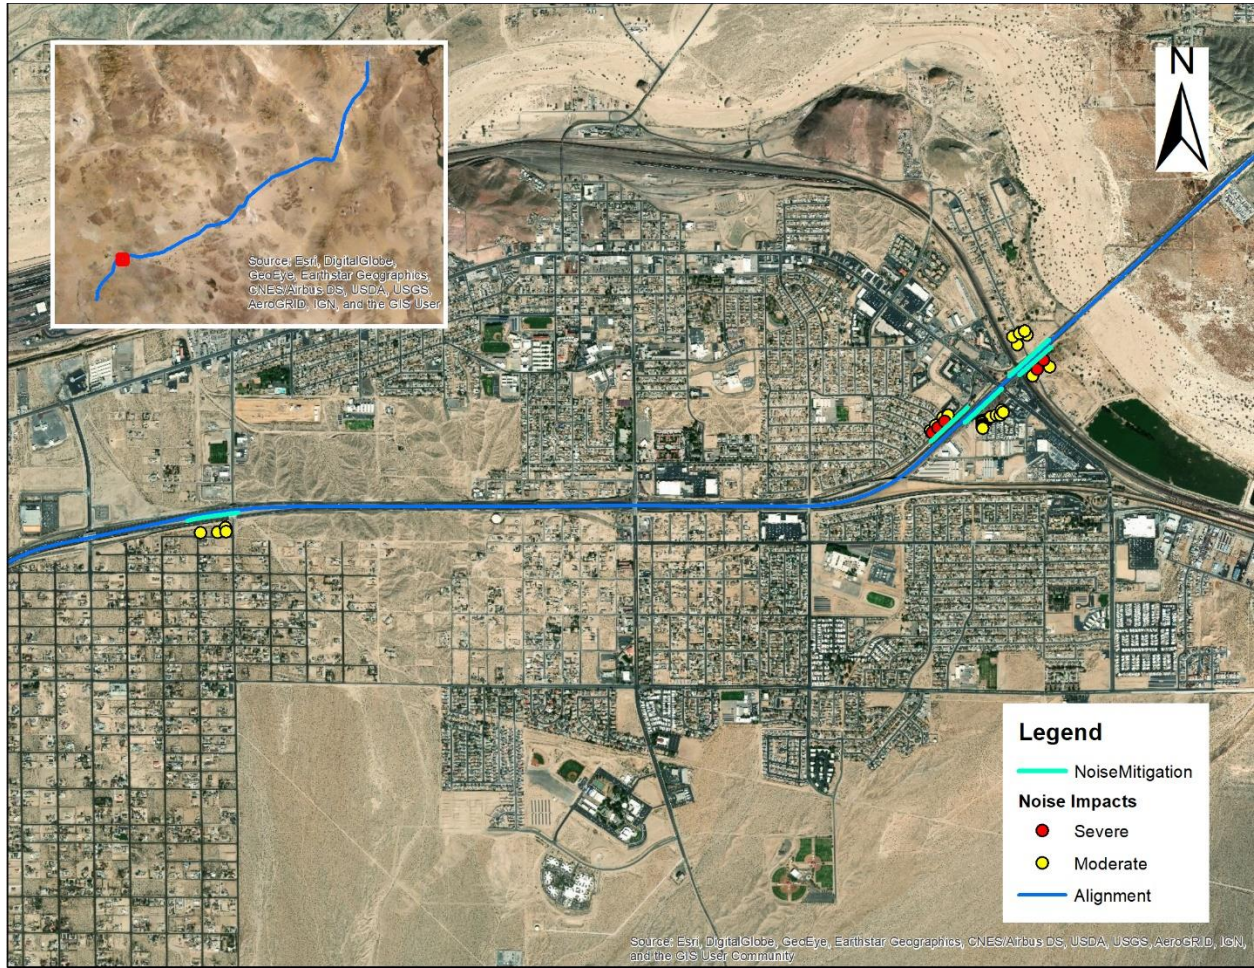 Source: Esri, DigitalGlobe,
GeoEye, Earthstar Geographics,
CNES/Airbus DS, USDA, USGS,
AeroGRID, IGN, and the GIS User
N
Legend
NoiseMitigation
Noise Impacts
Severe
Moderate
Alignment
Source: Esri, DigitalGlobe, GeoEye, Earthstar Geographics, CNES/Airbus DS, USDA, USGS, AeroGRID, IGN,
and the GIS User Community